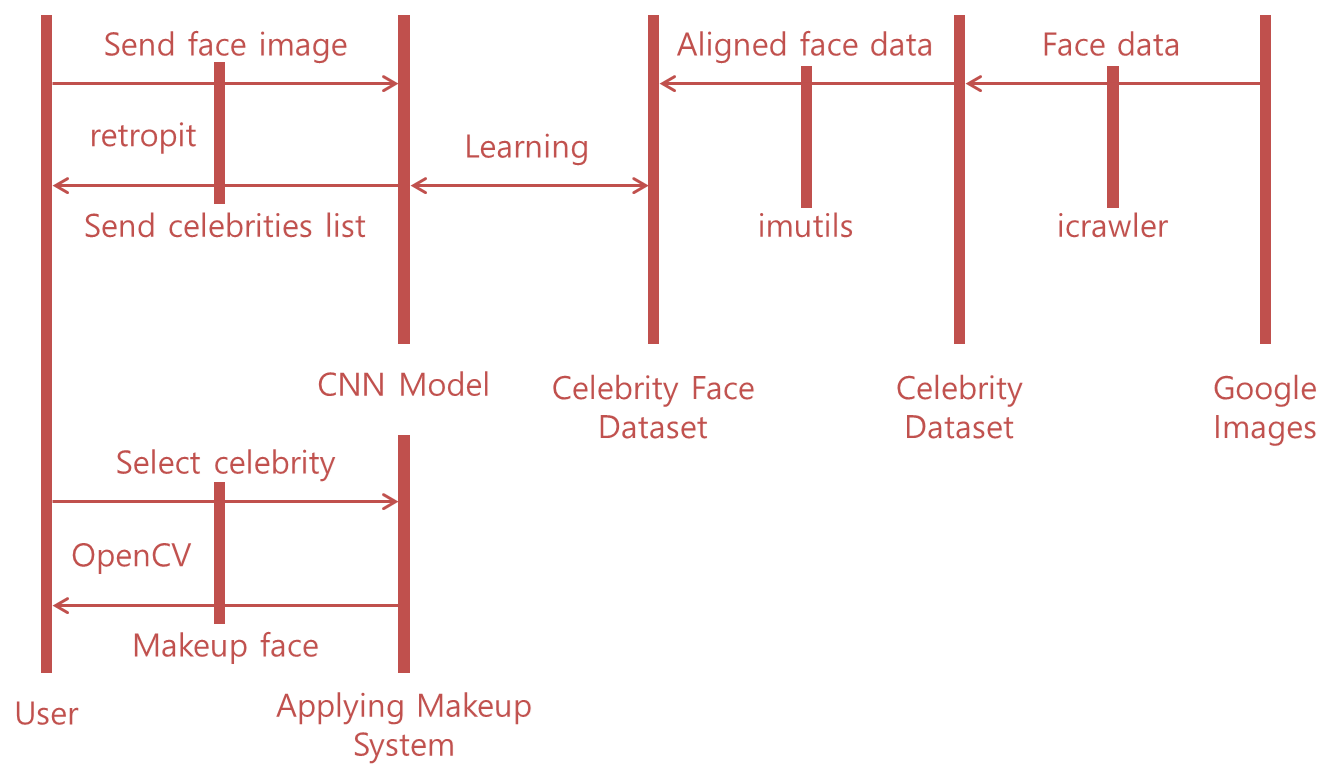 Send face image
Aligned face data
Face data
retropit
Learning
Send celebrities list
imutils
icrawler
CNN Model
Celebrity Face
Dataset
Celebrity
Dataset
Google
Images
Select celebrity
OpenCV
Makeup face
User
Applying Makeup
System